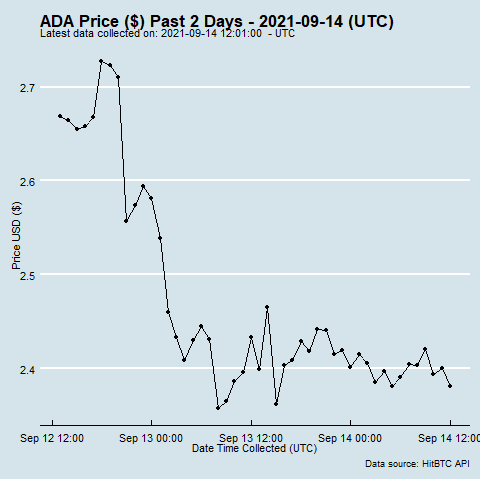 ADA Price ($) Past 2 Days - 2021-09-14 (UTC)
Latest data collected on: 2021-09-14 12:01:00  - UTC
2.7
2.6
2.5
2.4
Price USD ($)
Sep 12 12:00 Sep 13 00:00 Sep 13 12:00 Sep 14 00:00 Sep 14 12:00
Date Time Collected (UTC)
Data source: HitBTC API